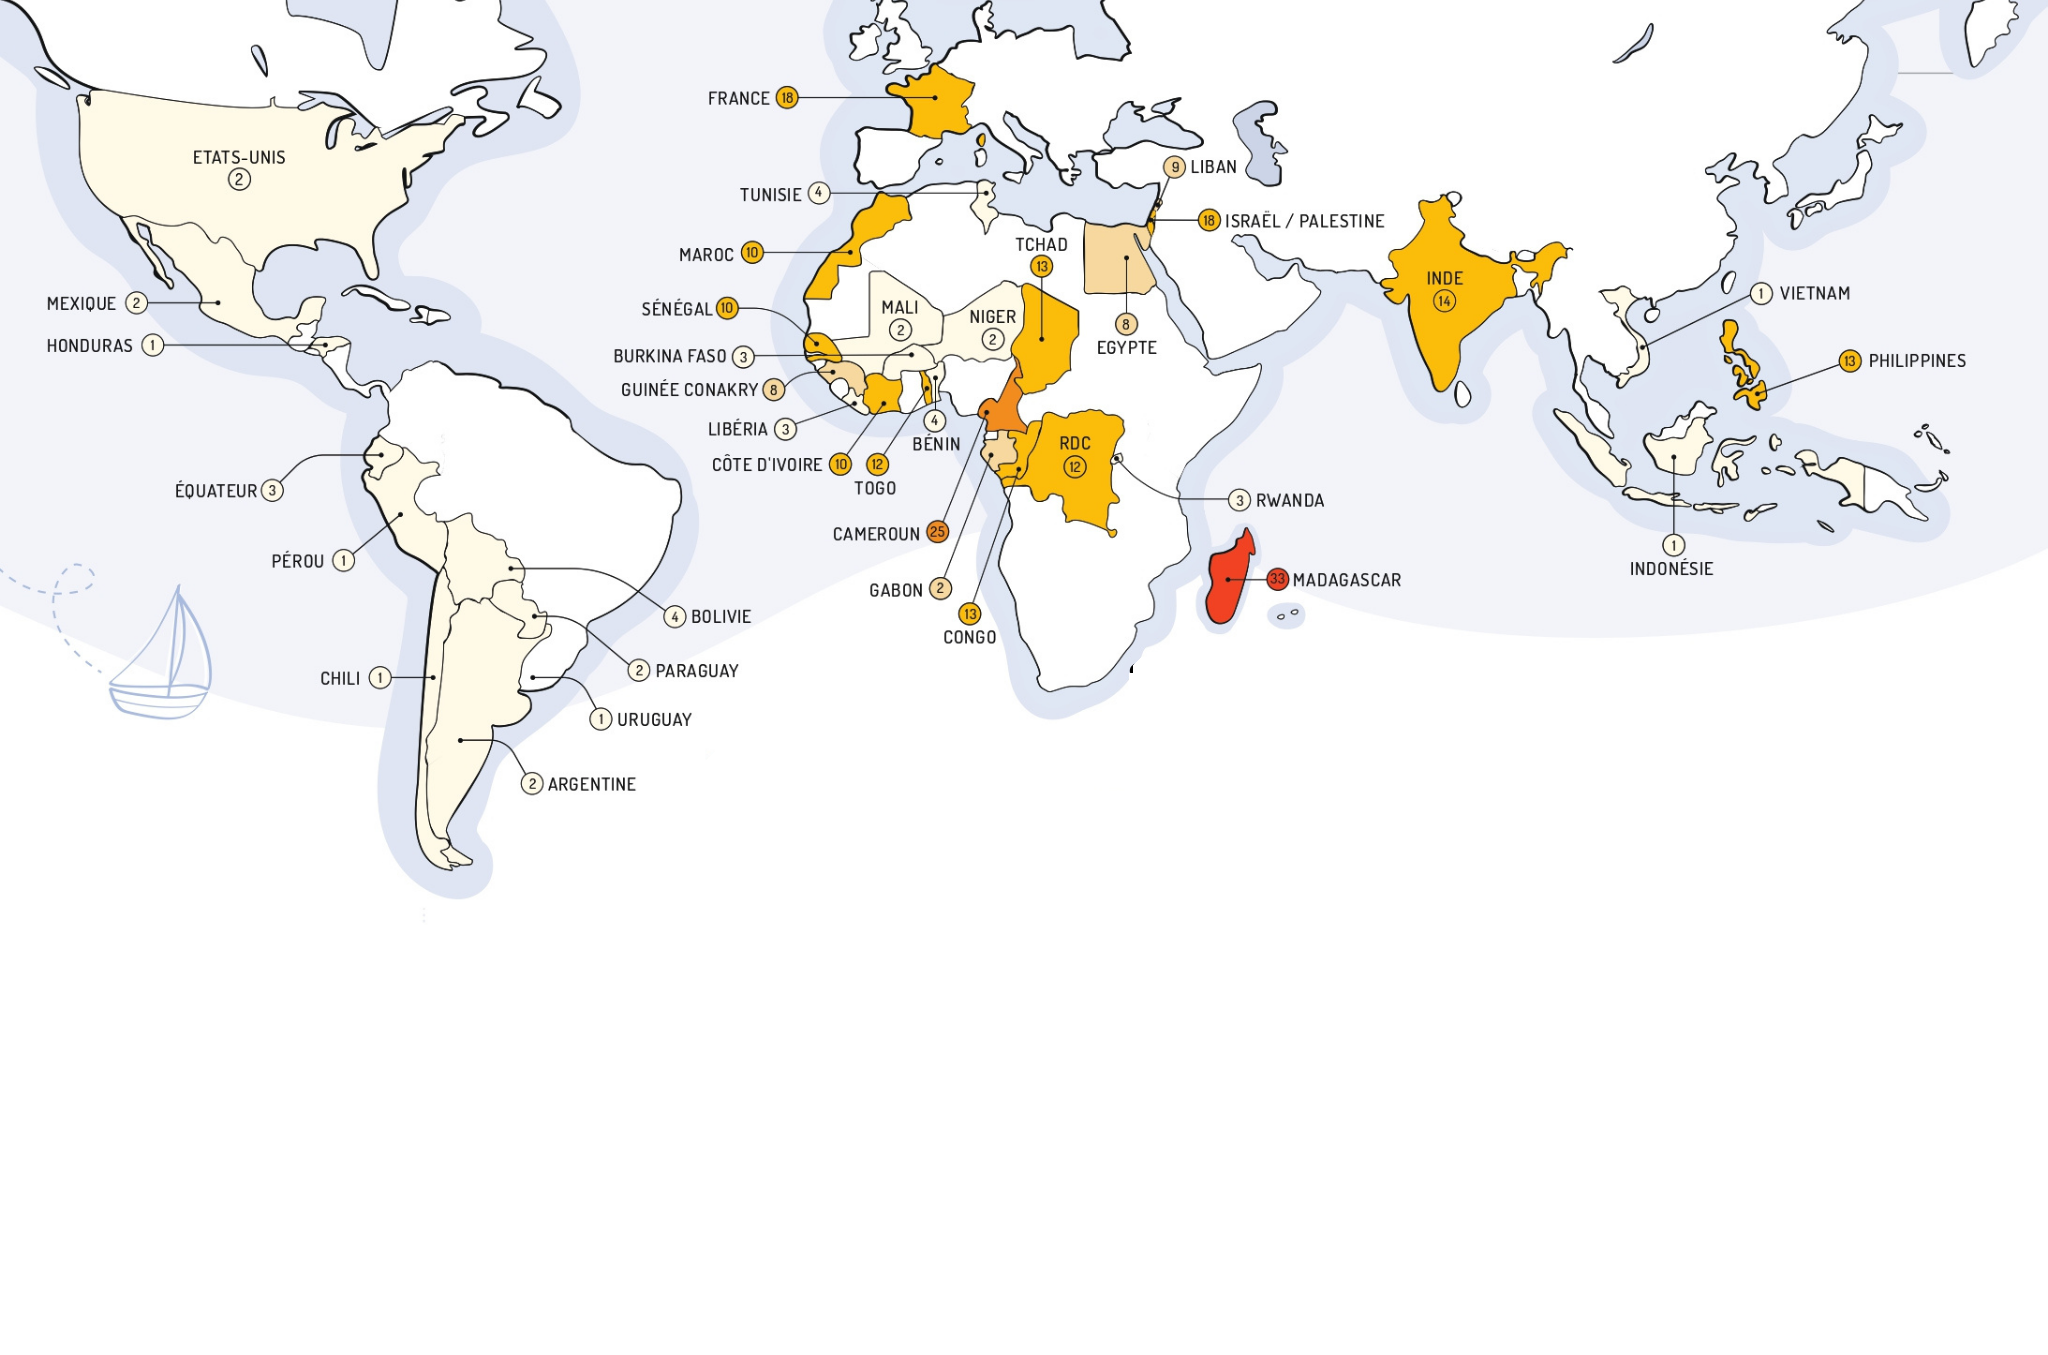 FRANCE 18
ETATS-UNIS
2
9 LIBAN
TUNISIE 4
18 ISRAËL / PALESTINE
TCHAD
13
MAROC 10
INDE
14
1 VIETNAM
MEXIQUE 2
SÉNÉGAL 10
MALI
2
NIGER
2
8
EGYPTE
HONDURAS 1
BURKINA FASO 3
13 PHILIPPINES
GUINÉE CONAKRY 8
LIBÉRIA 3
4
BÉNIN
RDC
12
CÔTE D'IVOIRE 10
12
TOGO
ÉQUATEUR 3
3 RWANDA
CAMEROUN 25
1
INDONÉSIE
PÉROU 1
33 MADAGASCAR
GABON 2
13
CONGO
4 BOLIVIE
2 PARAGUAY
CHILI 1
1 URUGUAY
2 ARGENTINE